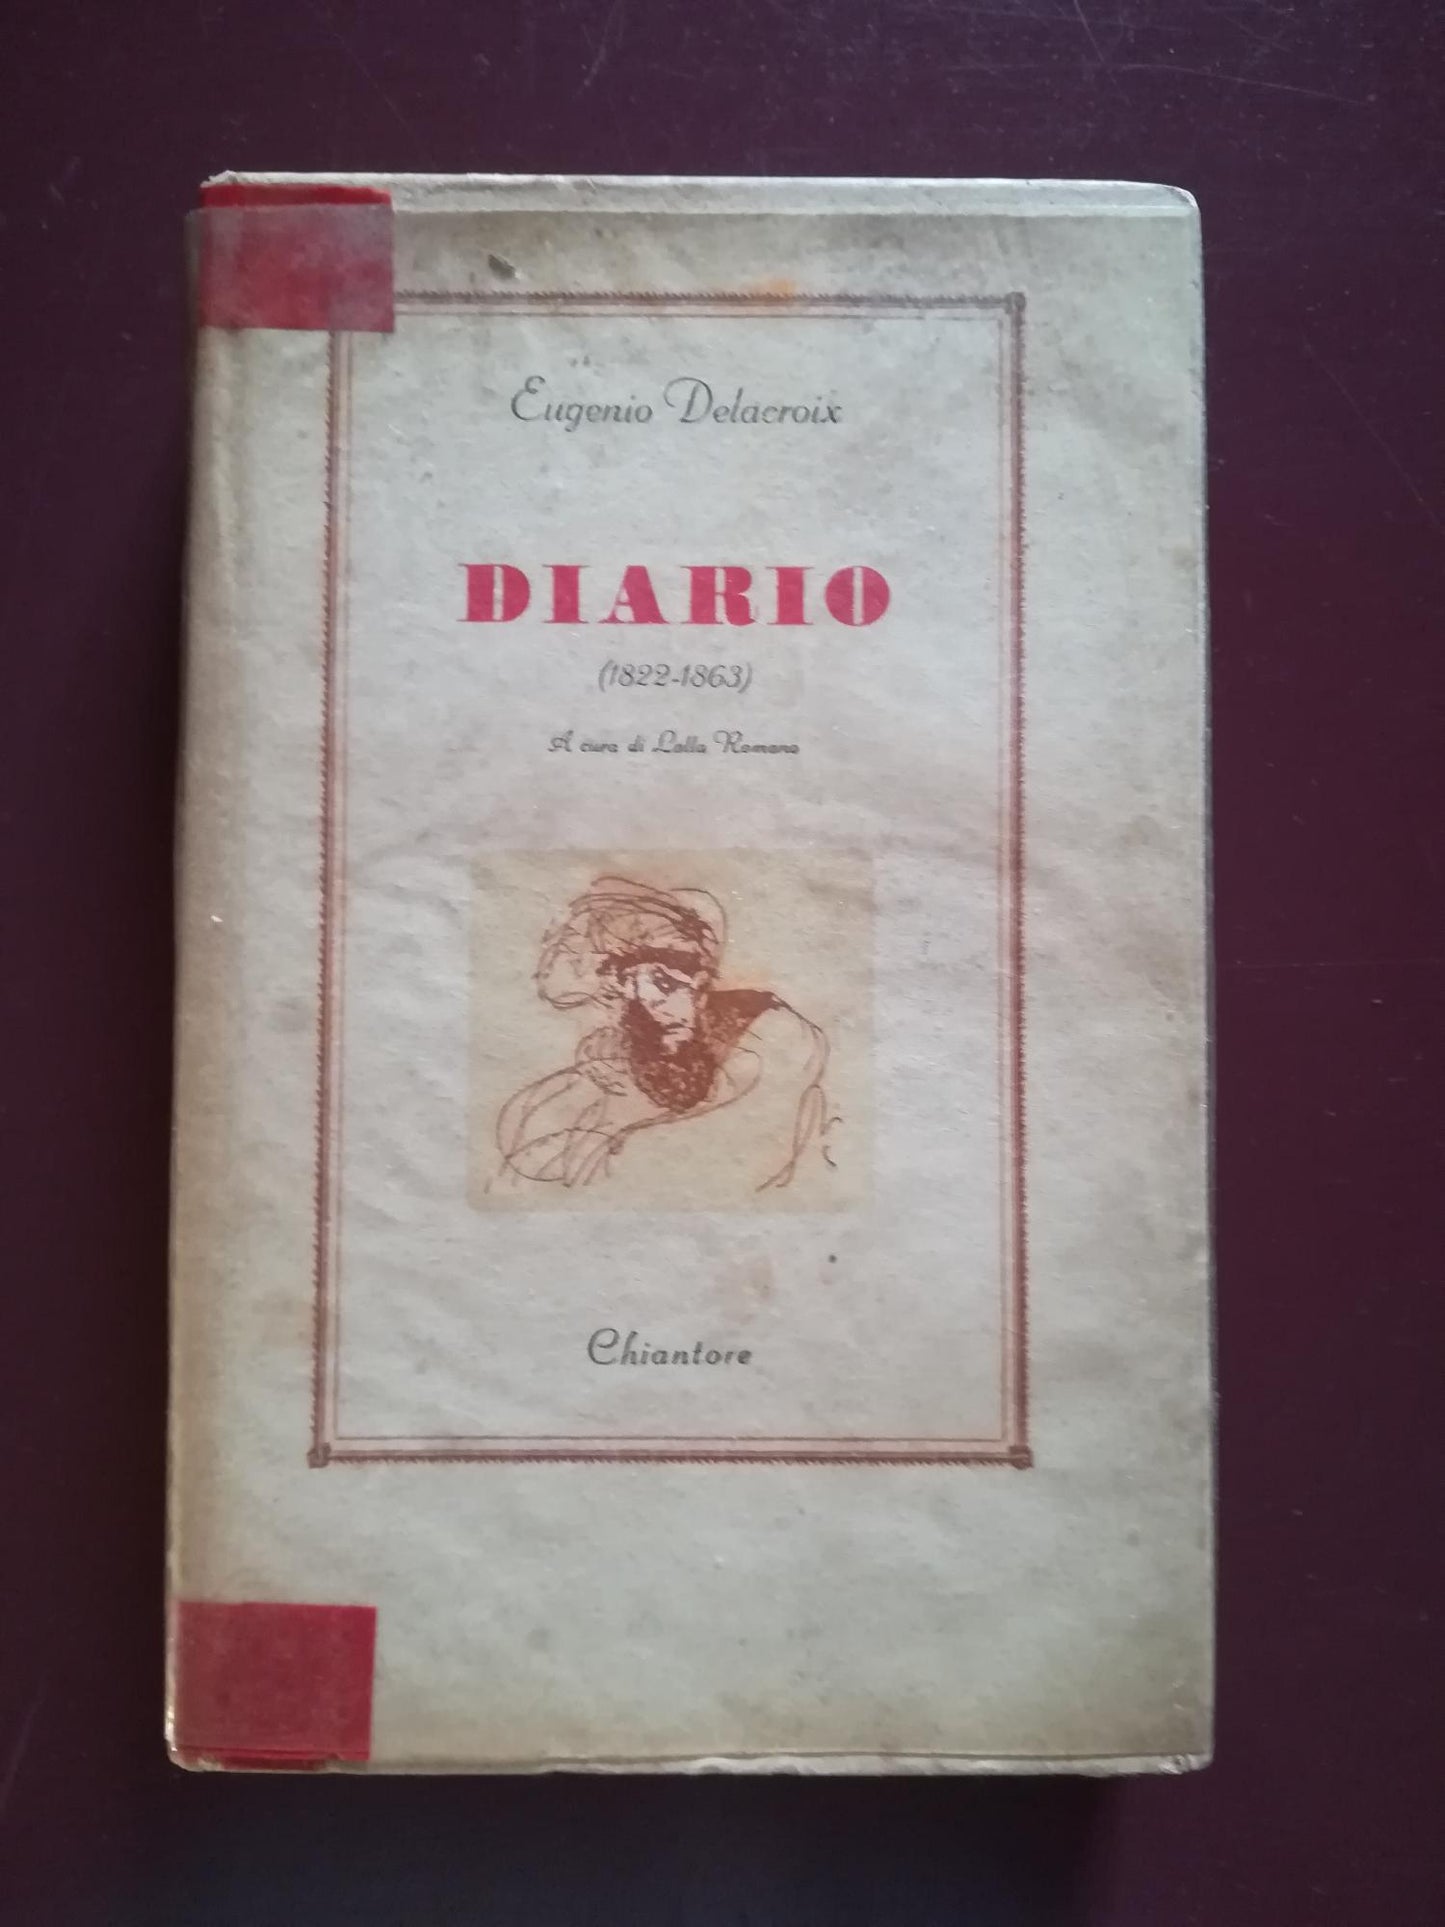 Eugenio Delacroix
DIARIO
(1822-1863)
A cura di Lalla Romano
Chiantore